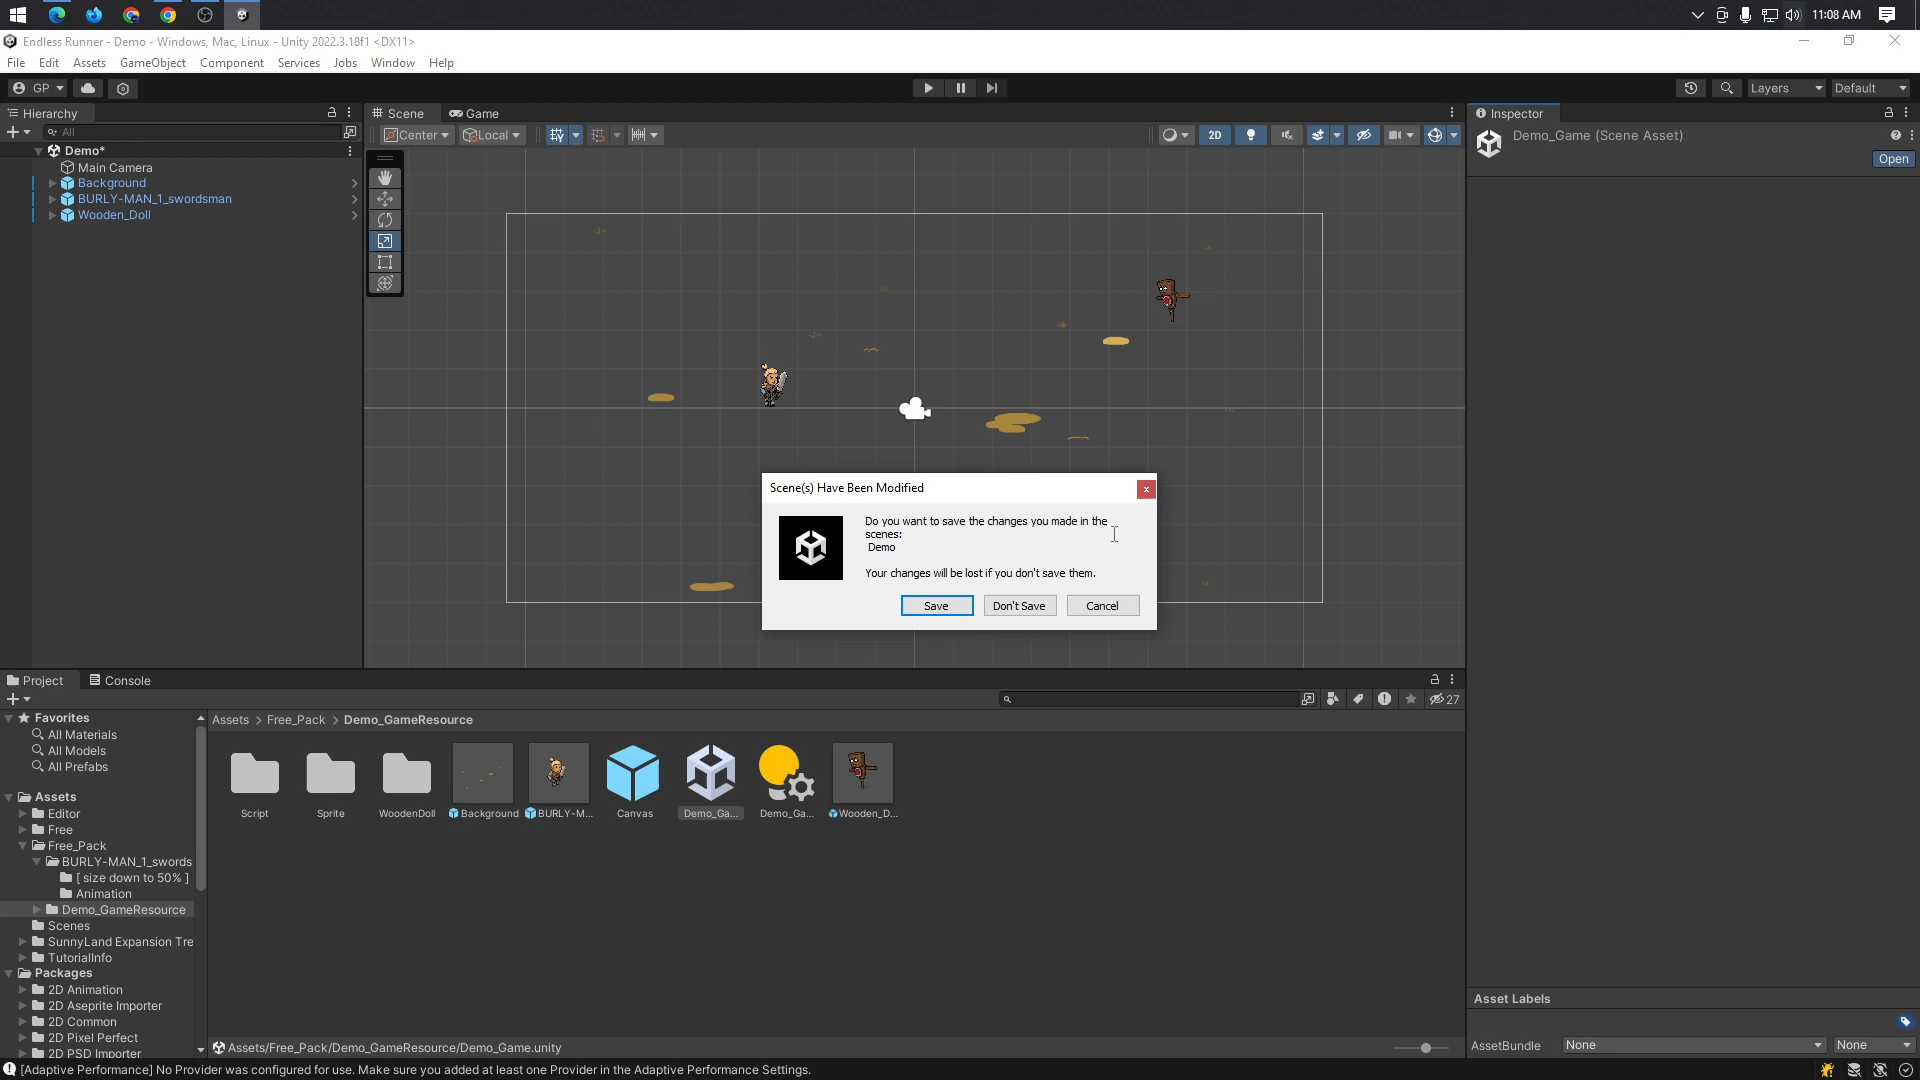 11:08 AM
Endless Runner - Demo - Windows, Mac, Linux - Unity 2022.3.18f1 <DX11>
File Edit Assets GameObject Component Services Jobs Window Help
GP
Layers
Default
Hierarchy
All
Demo*
Main Camera
Background
BURLY-MAN_1_swordsman
Wooden_Doll
Scene
Game
Center
Local
2D
Inspector
Demo_Game (Scene Asset)
Open
Scene(s) Have Been Modified
Do you want to save the changes you made in the
scenes:
Demo
Your changes will be lost if you don't save them.
Save
Don't Save
Cancel
Project
Console
27
Favorites
All Materials
All Models
All Prefabs
Assets
Editor
Free
Free_Pack
BURLY-MAN_1_swords
[ size down to 50% ]
Animation
Demo_GameResource
Scenes
SunnyLand Expansion Tre
TutorialInfo
Packages
2D Animation
2D Aseprite Importer
2D Common
2D Pixel Perfect
2D PSD Importer
Assets > Free_Pack > Demo_GameResource
Script
Sprite
WoodenDoll
Background
BURLY-M...
Canvas
Demo_Ga...
Demo_Ga...
Wooden_D...
Assets/Free_Pack/Demo_GameResource/Demo_Game.unity
Asset Labels
AssetBundle
None
None
[Adaptive Performance] No Provider was configured for use. Make sure you added at least one Provider in the Adaptive Performance Settings.